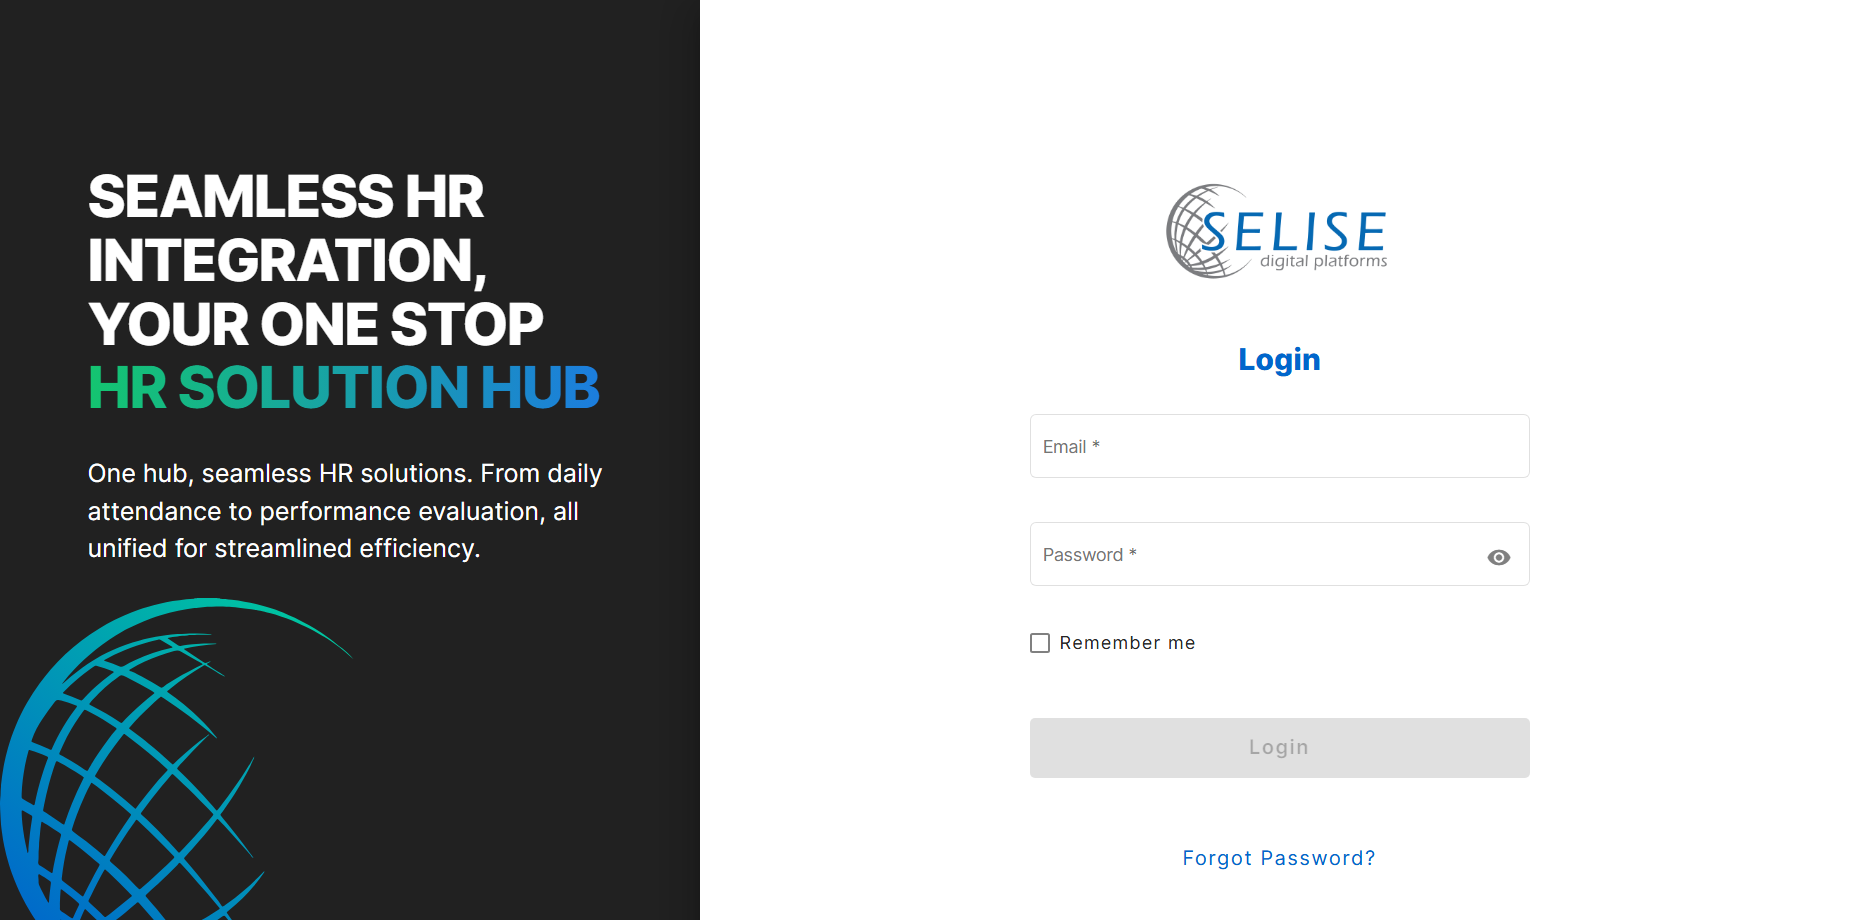 SEAMLESS HR
INTEGRATION,
YOUR ONE STOP
HR SOLUTION HUB
One hub, seamless HR solutions. From daily
attendance to performance evaluation, all
unified for streamlined efficiency.
SELISE
digital platforms
Login
Email *
Password *
Remember me
Login
Forgot Password?